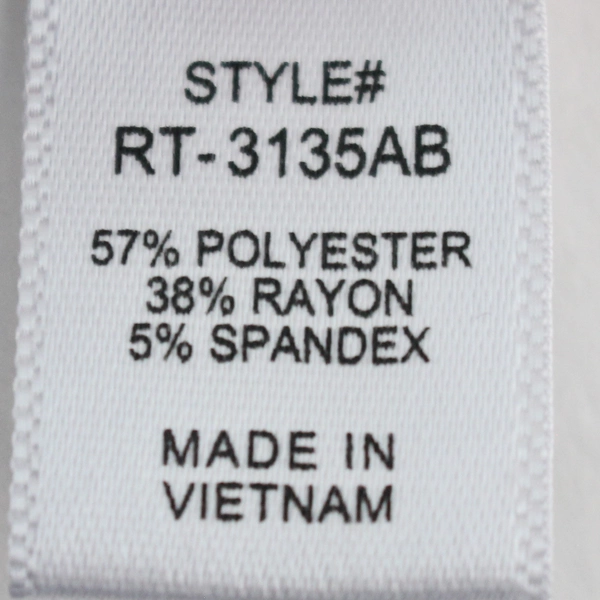 STYLE#
RT-3135AB
57% POLYESTER
38% RAYON
5% SPANDEX
MADE IN
VIETNAM